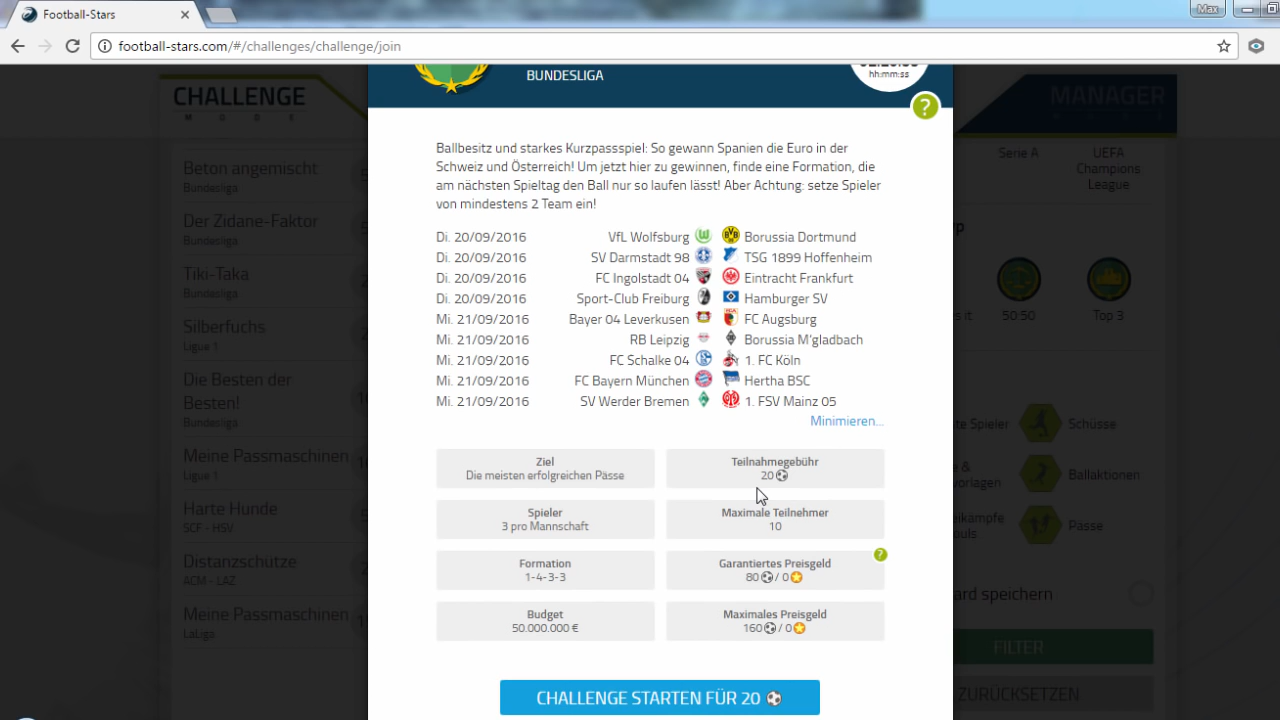 Football-Stars
Max
football-stars.com/#/challenges/challenge/join
CHALLENGE
M O D E
MANAGER
M O D E
BUNDESLIGA
hh:mm:ss
?
Beton angemischt
Bundesliga
Der Zidane-Faktor
Bundesliga
Tiki-Taka
Bundesliga
Silberfuchs
Ligue 1
Die Besten der
Besten!
Bundesliga
Meine Passmaschinen
Ligue 1
Harte Hunde
SCF - HSV
Distanzschütze
ACM - LAZ
Meine Passmaschinen
LaLiga
Ballbesitz und starkes Kurzpassspiel: So gewann Spanien die Euro in der
Schweiz und Österreich! Um jetzt hier zu gewinnen, finde eine Formation, die
am nächsten Spieltag den Ball nur so laufen lässt! Aber Achtung: setze Spieler
von mindestens 2 Team ein!
Di. 20/09/2016 VfL Wolfsburg Borussia Dortmund
Di. 20/09/2016 SV Darmstadt 98 TSG 1899 Hoffenheim
Di. 20/09/2016 FC Ingolstadt 04 Eintracht Frankfurt
Di. 20/09/2016 Sport-Club Freiburg Hamburger SV
Mi. 21/09/2016 Bayer 04 Leverkusen FC Augsburg
Mi. 21/09/2016 RB Leipzig Borussia M'gladbach
Mi. 21/09/2016 FC Schalke 04 1. FC Köln
Mi. 21/09/2016 FC Bayern München Hertha BSC
Mi. 21/09/2016 SV Werder Bremen 1. FSV Mainz 05
Minimieren...
Ziel
Die meisten erfolgreichen Pässe
Teilnahmegebühr
20
Spieler
3 pro Mannschaft
Maximale Teilnehmer
10
Formation
1-4-3-3
Garantiertes Preisgeld
80 / 0
?
Budget
50.000.000 €
Maximales Preisgeld
160 / 0
CHALLENGE STARTEN FÜR 20
Serie A
UEFA
Champions
League
50:50
Top 3
Spieler
Schüsse
Ballaktionen
Pässe
speichern
FILTER
ZURÜCKSETZEN